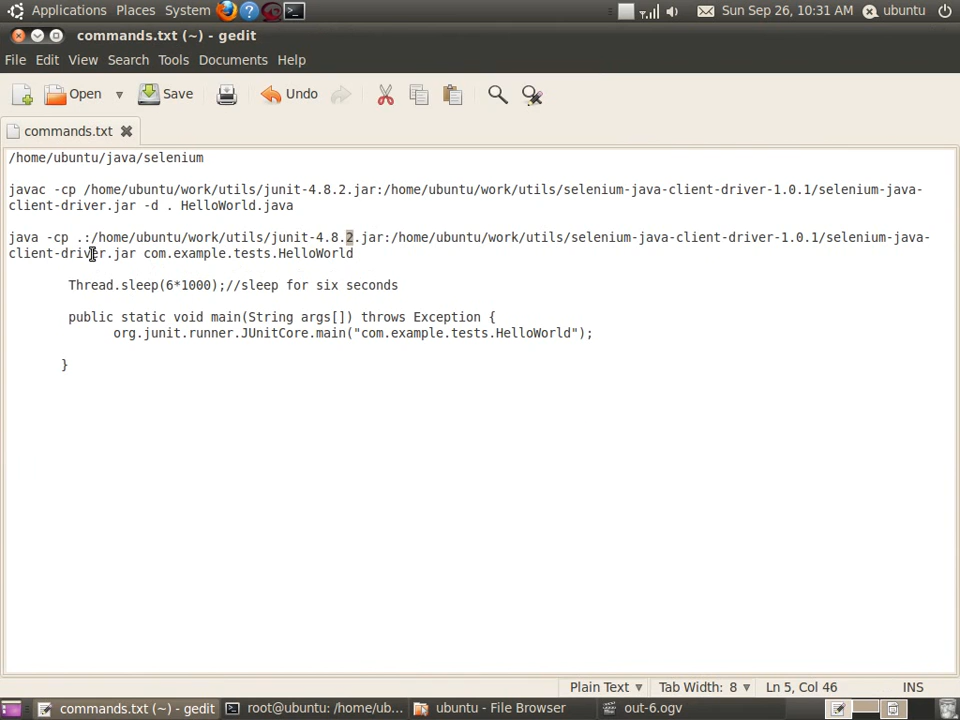 Applications Places System Sun Sep 26, 10:31 AM ubuntu
commands.txt (~) - gedit
File Edit View Search Tools Documents Help
Open Save Undo
commands.txt
/home/ubuntu/java/selenium
javac -cp /home/ubuntu/work/utils/junit-4.8.2.jar:/home/ubuntu/work/utils/selenium-java-client-driver-1.0.1/selenium-java-
client-driver.jar -d . HelloWorld.java
java -cp .:/home/ubuntu/work/utils/junit-4.8.2.jar:/home/ubuntu/work/utils/selenium-java-client-driver-1.0.1/selenium-java-
client-driver.jar com.example.tests.HelloWorld
Thread.sleep(6*1000);//sleep for six seconds
public static void main(String args[]) throws Exception {
org.junit.runner.JUnitCore.main("com.example.tests.HelloWorld");
}
Plain Text Tab Width: 8 Ln 5, Col 46 INS
commands.txt (~) - gedit root@ubuntu: /home/ub... ubuntu - File Browser out-6.ogv